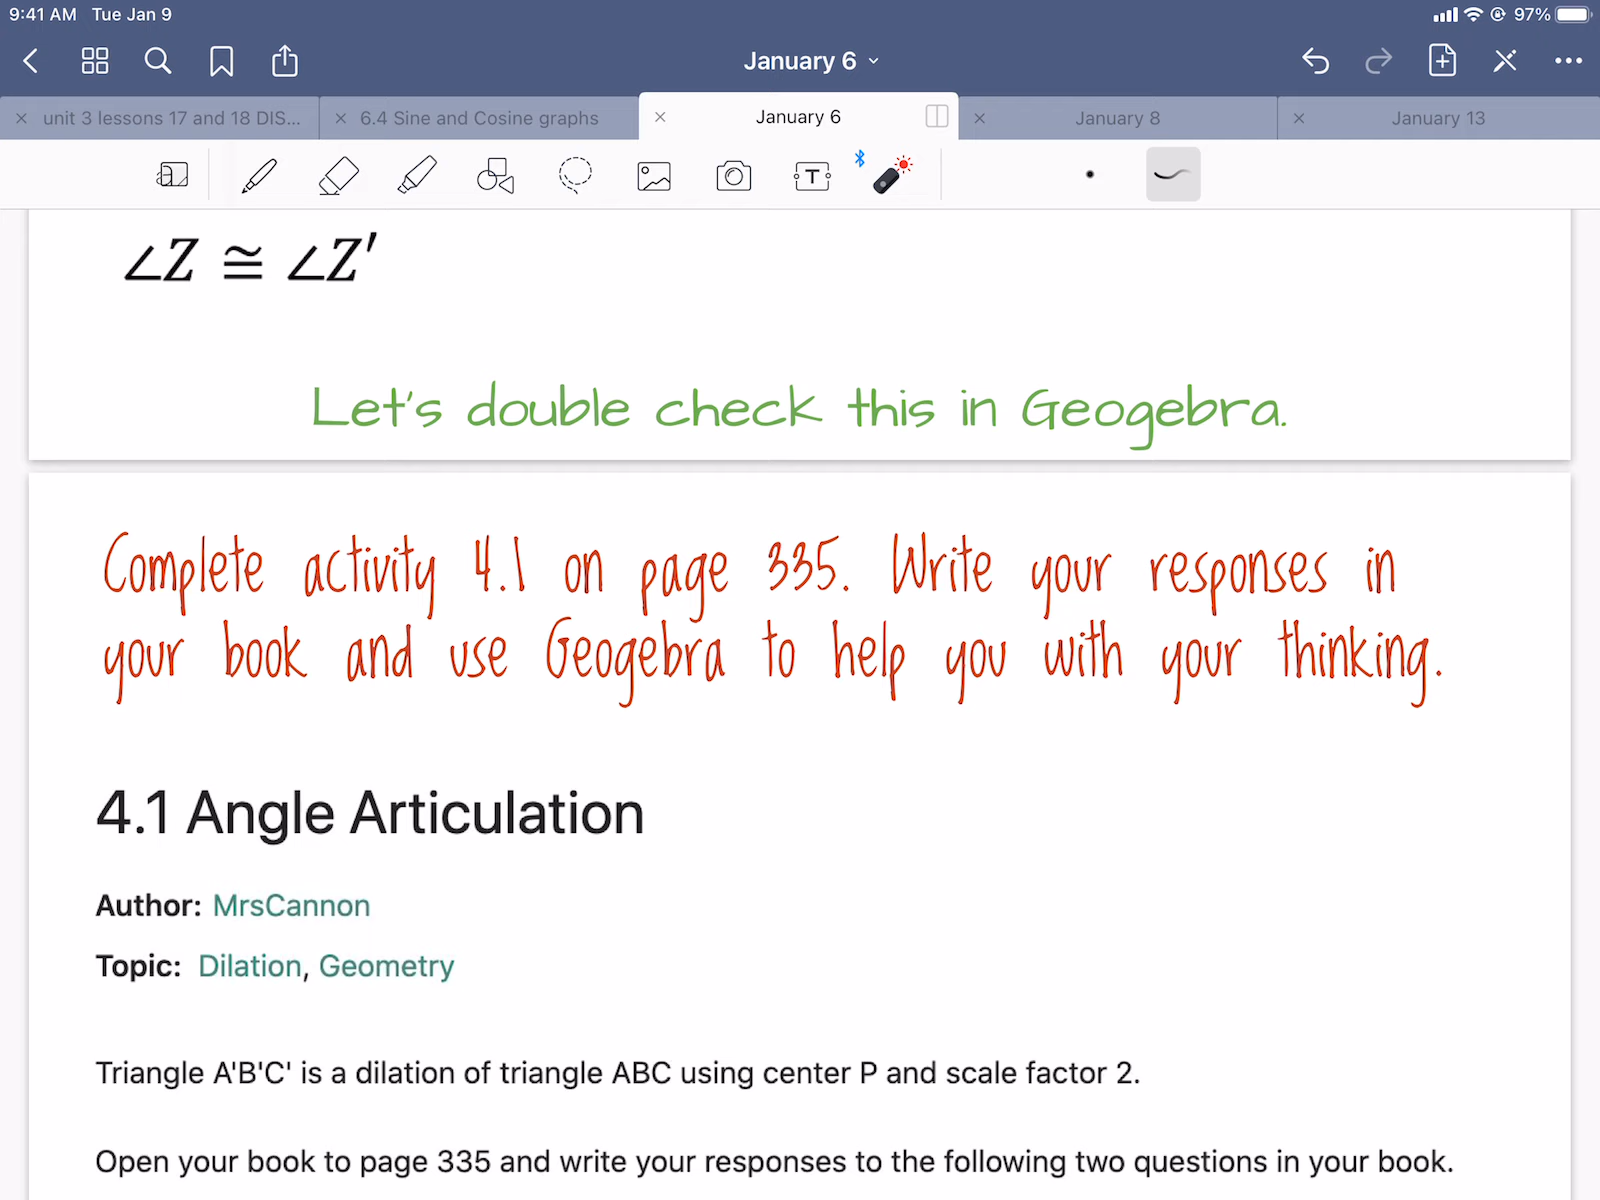 9:41 AM Tue Jan 9 97%
January 6
unit 3 lessons 17 and 18 DIS... 6.4 Sine and Cosine graphs January 6 January 8 January 13
T
∠Z ≅ ∠Z'
Let's double check this in Geogebra.
Complete activity 4.1 on page 335. Write your responses in
your book and use Geogebra to help you with your thinking.
4.1 Angle Articulation
Author: MrsCannon
Topic: Dilation, Geometry
Triangle A'B'C' is a dilation of triangle ABC using center P and scale factor 2.
Open your book to page 335 and write your responses to the following two questions in your book.